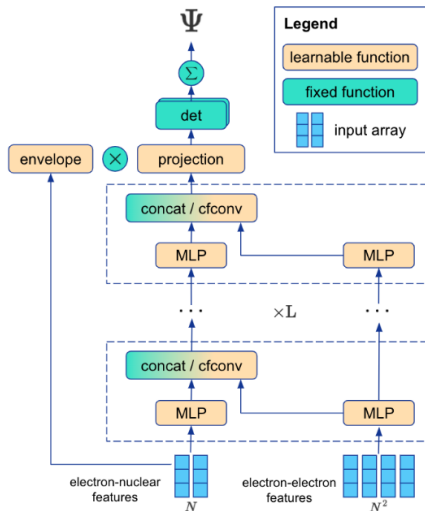 Ψ
Legend
learnable function
fixed function
input array
Σ
det
envelope
×
projection
concat / cfconv
MLP
MLP
...
×L
...
concat / cfconv
MLP
MLP
electron-nuclear
features
N
electron-electron
features
N²